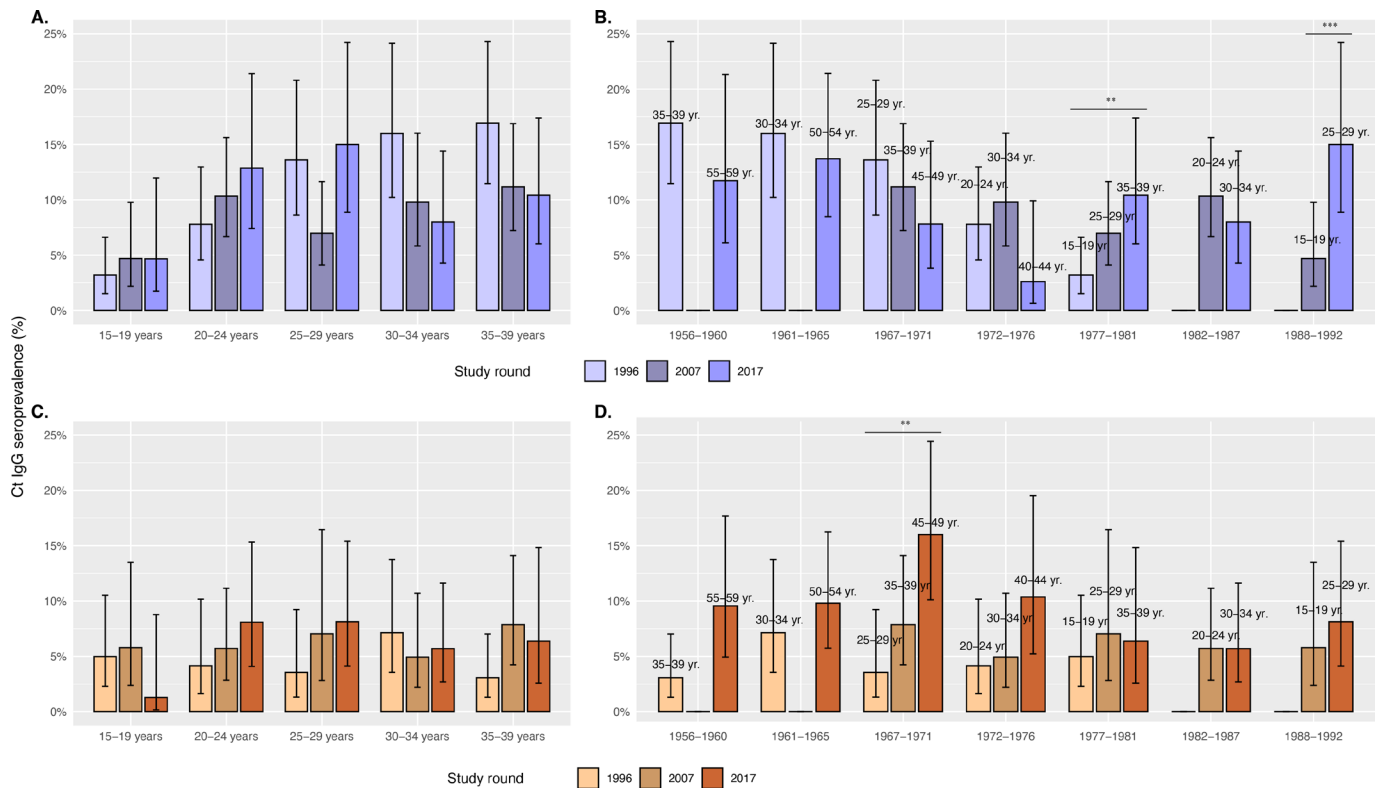 A.
B.
25%
20%
15%
10%
5%
0%
15–19 years
20–24 years
25–29 years
30–34 years
35–39 years
25%
20%
15%
10%
5%
0%
***
**
35–39 yr.
55–59 yr.
30–34 yr.
50–54 yr.
25–29 yr.
35–39 yr.
45–49 yr.
20–24 yr.
30–34 yr.
40–44 yr.
15–19 yr.
25–29 yr.
35–39 yr.
20–24 yr.
30–34 yr.
15–19 yr.
25–29 yr.
1956–1960
1961–1965
1967–1971
1972–1976
1977–1981
1982–1987
1988–1992
Study round 1996 2007 2017
Ct IgG seroprevalence (%)
C.
D.
25%
20%
15%
10%
5%
0%
15–19 years
20–24 years
25–29 years
30–34 years
35–39 years
25%
20%
15%
10%
5%
0%
**
35–39 yr.
55–59 yr.
30–34 yr.
50–54 yr.
25–29 yr.
35–39 yr.
45–49 yr.
20–24 yr.
30–34 yr.
40–44 yr.
15–19 yr.
25–29 yr.
35–39 yr.
20–24 yr.
30–34 yr.
15–19 yr.
25–29 yr.
1956–1960
1961–1965
1967–1971
1972–1976
1977–1981
1982–1987
1988–1992
Study round 1996 2007 2017